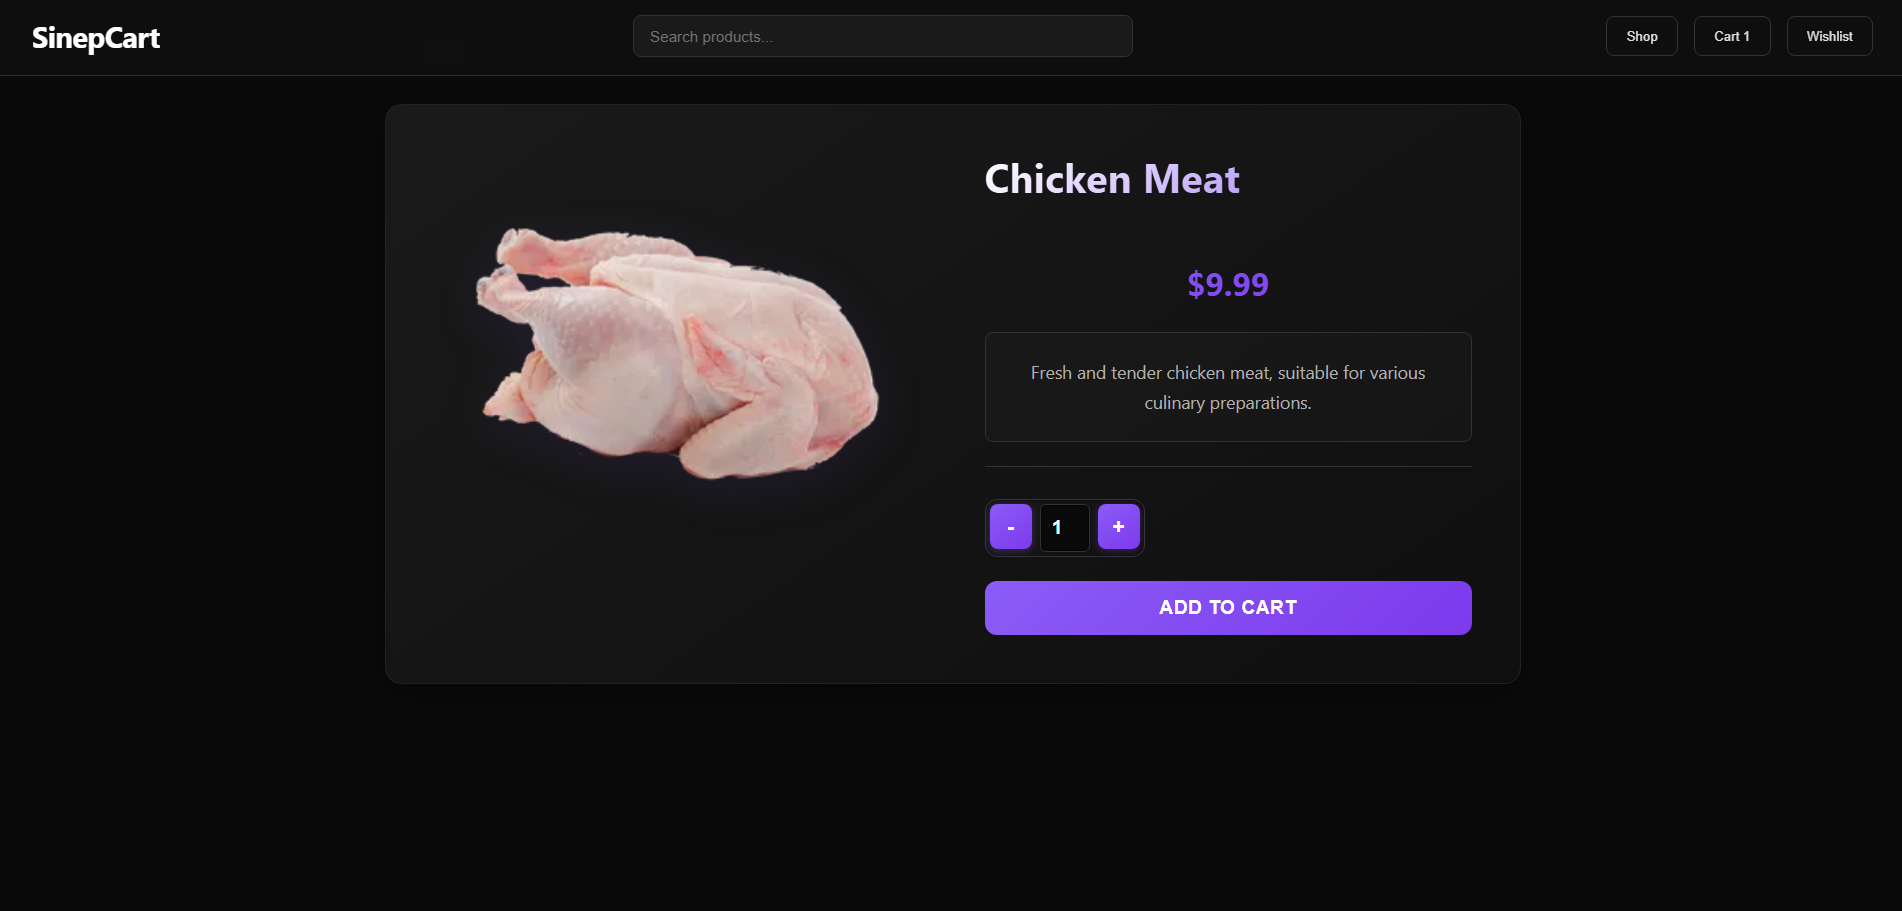 SinepCart
Search products...
Shop
Cart 1
Wishlist
Chicken Meat
$9.99
Fresh and tender chicken meat, suitable for various
culinary preparations.
-
1
+
ADD TO CART